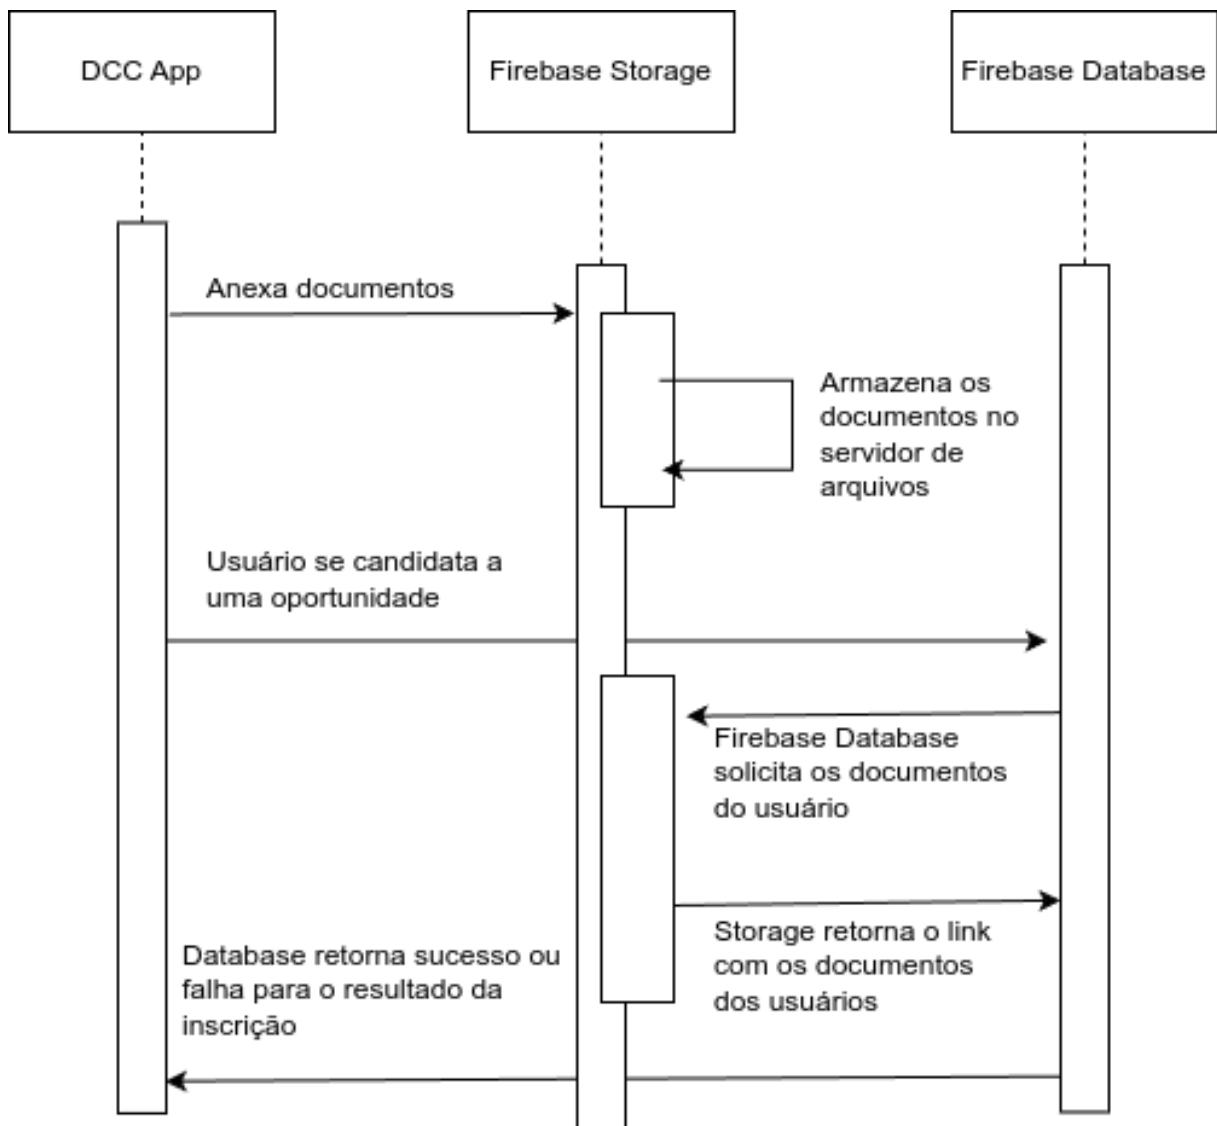 DCC App
Firebase Storage
Firebase Database
Anexa documentos
Armazena os
documentos no
servidor de
arquivos
Usuário se candidata a
uma oportunidade
Firebase Database
solicita os documentos
do usuário
Storage retorna o link
com os documentos
dos usuários
Database retorna sucesso ou
falha para o resultado da
inscrição